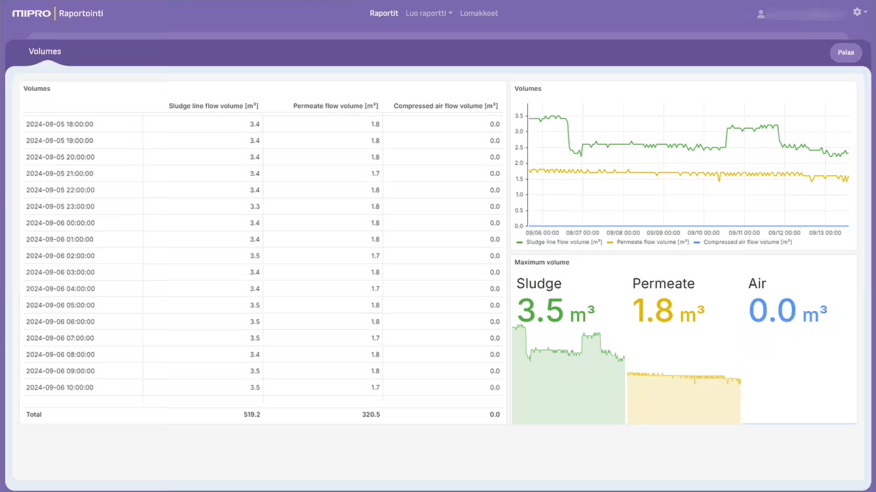 MIPRO Raportointi
Raportit Luo raportti Lomakkeet
Volumes
Palaa
Volumes
Sludge line flow volume [m³] Permeate flow volume [m³] Compressed air flow volume [m³]
2024-09-05 18:00:00 3.4 1.8 0.0
2024-09-05 19:00:00 3.4 1.8 0.0
2024-09-05 20:00:00 3.4 1.8 0.0
2024-09-05 21:00:00 3.4 1.7 0.0
2024-09-05 22:00:00 3.4 1.8 0.0
2024-09-05 23:00:00 3.3 1.8 0.0
2024-09-06 00:00:00 3.4 1.8 0.0
2024-09-06 01:00:00 3.4 1.8 0.0
2024-09-06 02:00:00 3.5 1.7 0.0
2024-09-06 03:00:00 3.4 1.8 0.0
2024-09-06 04:00:00 3.4 1.7 0.0
2024-09-06 05:00:00 3.5 1.8 0.0
2024-09-06 06:00:00 3.5 1.8 0.0
2024-09-06 07:00:00 3.5 1.7 0.0
2024-09-06 08:00:00 3.4 1.8 0.0
2024-09-06 09:00:00 3.5 1.8 0.0
2024-09-06 10:00:00 3.5 1.7 0.0
Total 519.2 320.5 0.0
Volumes
3.5
3.0
2.5
2.0
1.5
1.0
0.5
0.0
09/06 00:00 09/07 00:00 09/08 00:00 09/09 00:00 09/10 00:00 09/11 00:00 09/12 00:00 09/13 00:00
Sludge line flow volume [m³] Permeate flow volume [m³] Compressed air flow volume [m³]
Maximum volume
Sludge Permeate Air
3.5 m³ 1.8 m³ 0.0 m³